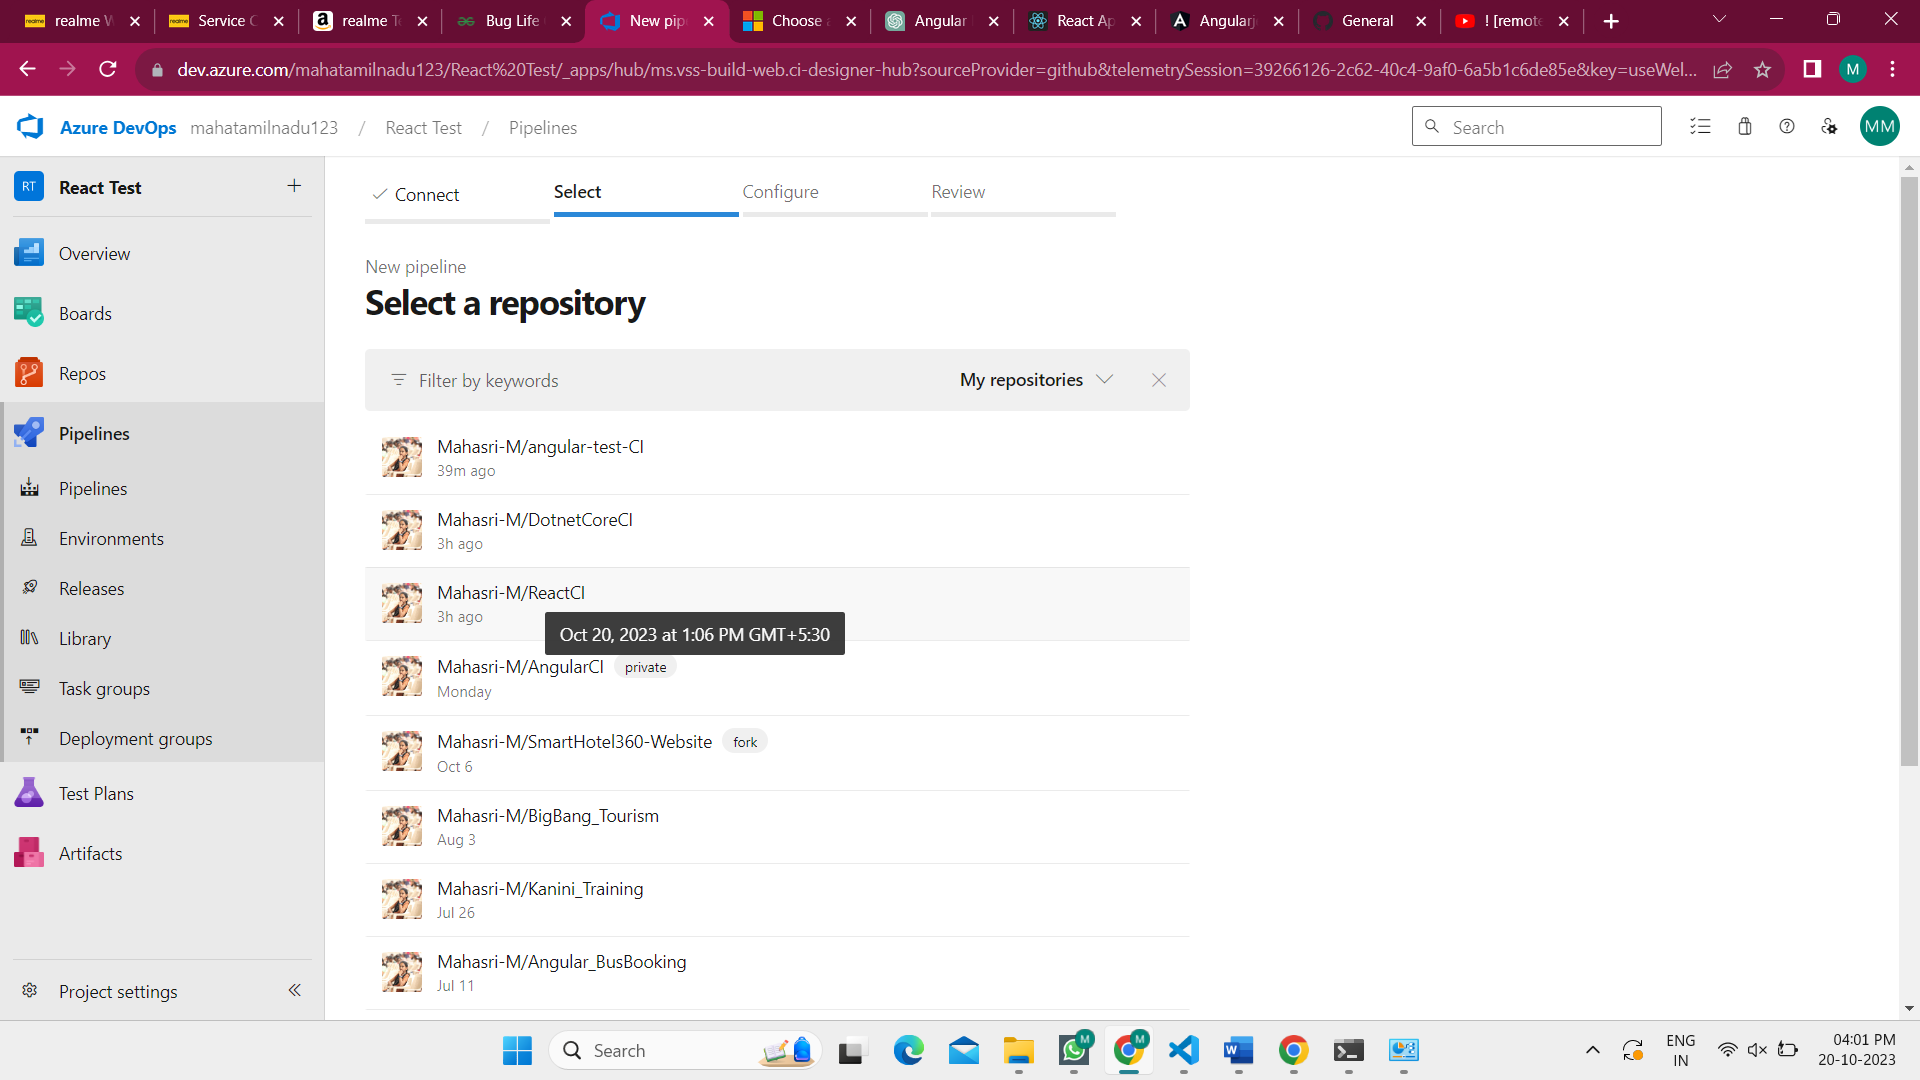 realme W
Service C
realme Te
Bug Life
New pip
Choose a
Angular
React Ap
Angularj
General
! [remote
dev.azure.com/mahatamilnadu123/React%20Test/_apps/hub/ms.vss-build-web.ci-designer-hub?sourceProvider=github&telemetrySession=39266126-2c62-40c4-9af0-6a5b1c6de85e&key=useWel...
M
Azure DevOps mahatamilnadu123 / React Test / Pipelines
Search
MM
RT React Test
Overview
Boards
Repos
Pipelines
Pipelines
Environments
Releases
Library
Task groups
Deployment groups
Test Plans
Artifacts
Project settings
Connect Select Configure Review
New pipeline
Select a repository
Filter by keywords My repositories
Mahasri-M/angular-test-CI
39m ago
Mahasri-M/DotnetCoreCI
3h ago
Mahasri-M/ReactCI
3h ago
Oct 20, 2023 at 1:06 PM GMT+5:30
Mahasri-M/AngularCI private
Monday
Mahasri-M/SmartHotel360-Website fork
Oct 6
Mahasri-M/BigBang_Tourism
Aug 3
Mahasri-M/Kanini_Training
Jul 26
Mahasri-M/Angular_BusBooking
Jul 11
Search
M
M
ENG
IN
04:01 PM
20-10-2023